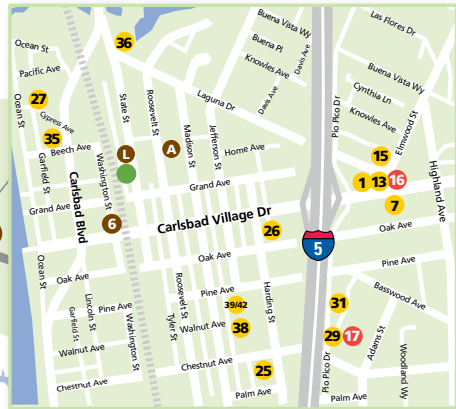 Buena Vista Wy
Las Flores Dr
36
Ocean St
Buena Pl
Davis Ave
Pacific Ave
Knowles Ave
Buena Vista Wy
27
State St
Roosevelt St
Laguna Dr
Davis Ave
Cynthia Ln
Pio Pico Dr
Ocean St
Cypress Ave
Madison St
Jefferson St
Knowles Ave
Elmwood St
35
Beech Ave
L
A
Home Ave
15
Garfield St
Carlsbad Blvd
Washington St
Grand Ave
1
13
16
Highland Ave
Grand Ave
6
Carlsbad Village Dr
7
26
Oak Ave
5
Ocean St
Oak Ave
Oak Ave
Pine Ave
Lincoln St
Garfield St
Pine Ave
Washington St
Roosevelt St
Tyler St
Pine Ave
39/42
Harding St
31
Basswood Ave
Walnut Ave
Walnut Ave
38
29
17
Adams St
Woodland Wy
Chestnut Ave
Chestnut Ave
25
Pio Pico Dr
Palm Ave
Palm Ave